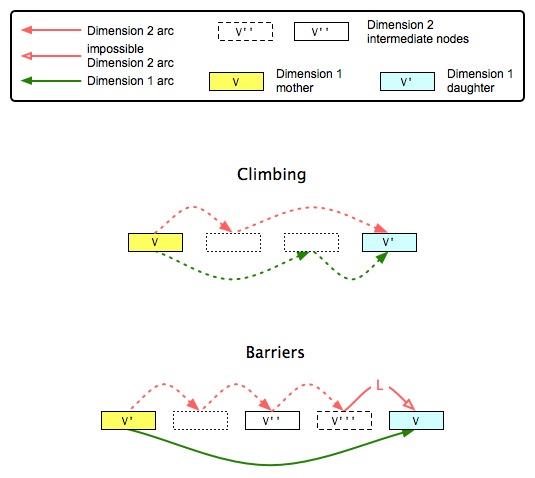 Dimension 2 arc
impossible
Dimension 2 arc
Dimension 1 arc
V'' V'' Dimension 2
intermediate nodes
V Dimension 1
mother
V' Dimension 1
daughter
Climbing
V V'
Barriers
L
V' V'' V''' V